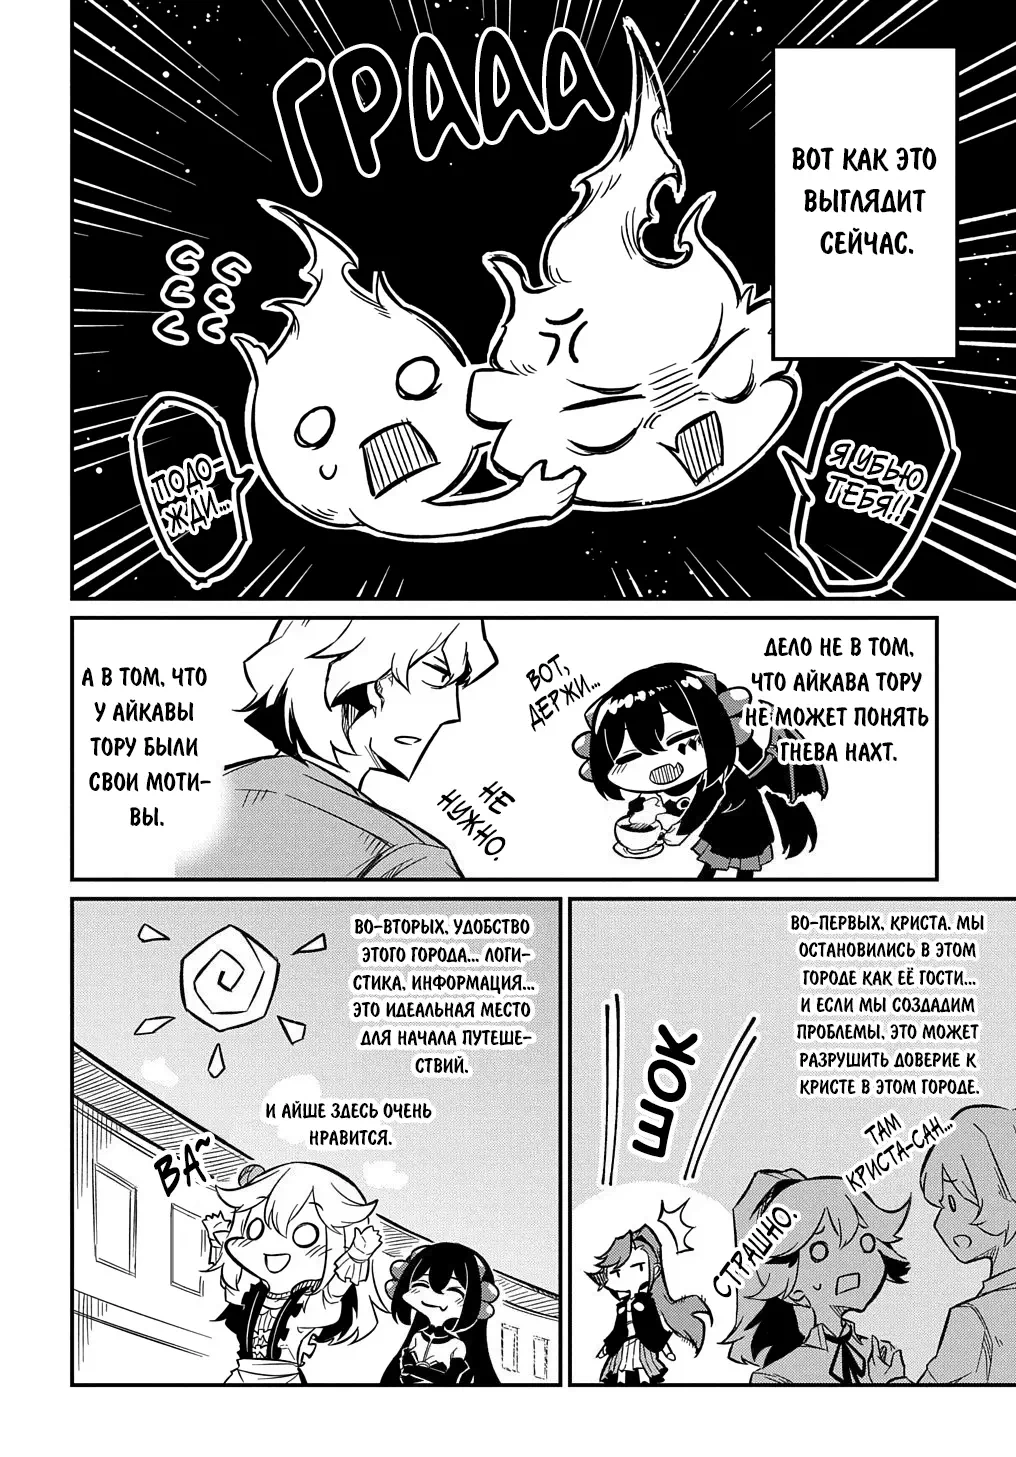 ГРААА
ВОТ КАК ЭТО
ВЫГЛЯДИТ
СЕЙЧАС.
Я УБЬЮ
ТЕБЯ!!
ПОДО-
ЖДИ...
ДЕЛО НЕ В ТОМ,
ЧТО АЙКАВА ТОРУ
НЕ МОЖЕТ ПОНЯТЬ
ГНЕВА НАХТ.
ВОТ,
ДЕРЖИ...
НЕ
НУЖНО.
А В ТОМ, ЧТО
У АЙКАВЫ
ТОРУ БЫЛИ
СВОИ МОТИ-
ВЫ.
ВО-ПЕРВЫХ, КРИСТА. МЫ
ОСТАНОВИЛИСЬ В ЭТОМ
ГОРОДЕ КАК ЕЁ ГОСТИ...
И ЕСЛИ МЫ СОЗДАДИМ
ПРОБЛЕМЫ, ЭТО МОЖЕТ
РАЗРУШИТЬ ДОВЕРИЕ К
КРИСТЕ В ЭТОМ ГОРОДЕ.
ШОК
ТАМ
КРИСТА-САН...
СТРАШНО.
ВО-ВТОРЫХ, УДОБСТВО
ЭТОГО ГОРОДА... ЛОГИ-
СТИКА, ИНФОРМАЦИЯ...
ЭТО ИДЕАЛЬНАЯ МЕСТО
ДЛЯ НАЧАЛА ПУТЕШЕ-
СТВИЙ.
И АЙШЕ ЗДЕСЬ ОЧЕНЬ
НРАВИТСЯ.
ВА~